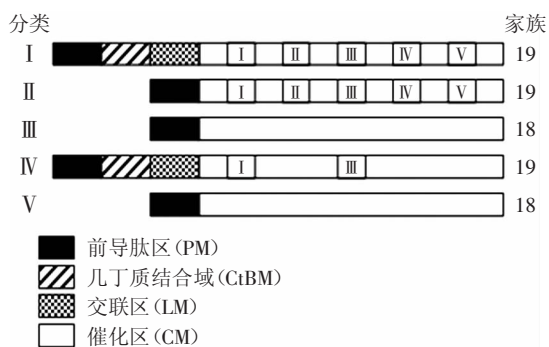 分类 家族
Ⅰ Ⅰ Ⅱ Ⅲ Ⅳ Ⅴ 19
Ⅱ Ⅰ Ⅱ Ⅲ Ⅳ Ⅴ 19
Ⅲ 18
Ⅳ Ⅰ Ⅲ 19
Ⅴ 18
前导肽区(PM)
几丁质结合域(CtBM)
交联区(LM)
催化区(CM)